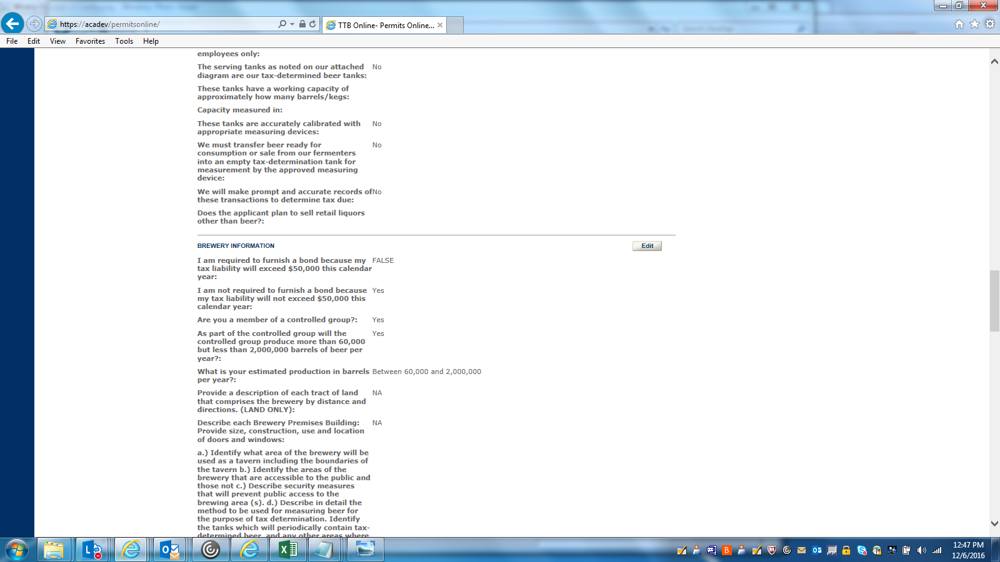 https://acadev/permitsonline/
TTB Online- Permits Online...
File Edit View Favorites Tools Help
employees only:
The serving tanks as noted on our attached No
diagram are our tax-determined beer tanks:
These tanks have a working capacity of
approximately how many barrels/kegs:
Capacity measured in:
These tanks are accurately calibrated with No
appropriate measuring devices:
We must transfer beer ready for No
consumption or sale from our fermenters
into an empty tax-determination tank for
measurement by the approved measuring
device:
We will make prompt and accurate records of No
these transactions to determine tax due:
Does the applicant plan to sell retail liquors
other than beer?:
BREWERY INFORMATION Edit
I am required to furnish a bond because my FALSE
tax liability will exceed $50,000 this calendar
year:
I am not required to furnish a bond because Yes
my tax liability will not exceed $50,000 this
calendar year:
Are you a member of a controlled group?: Yes
As part of the controlled group will the Yes
controlled group produce more than 60,000
but less than 2,000,000 barrels of beer per
year?:
What is your estimated production in barrels Between 60,000 and 2,000,000
per year?:
Provide a description of each tract of land NA
that comprises the brewery by distance and
directions. (LAND ONLY):
Describe each Brewery Premises Building: NA
Provide size, construction, use and location
of doors and windows:
a.) Identify what area of the brewery will be
used as a tavern including the boundaries of
the tavern b.) Identify the areas of the
brewery that are accessible to the public and
those not c.) Describe security measures
that will prevent public access to the
brewing area (s). d.) Describe in detail the
method to be used for measuring beer for
the purpose of tax determination. Identify
the tanks which will periodically contain tax-
determined beer, and any other areas where
12:47 PM
12/6/2016